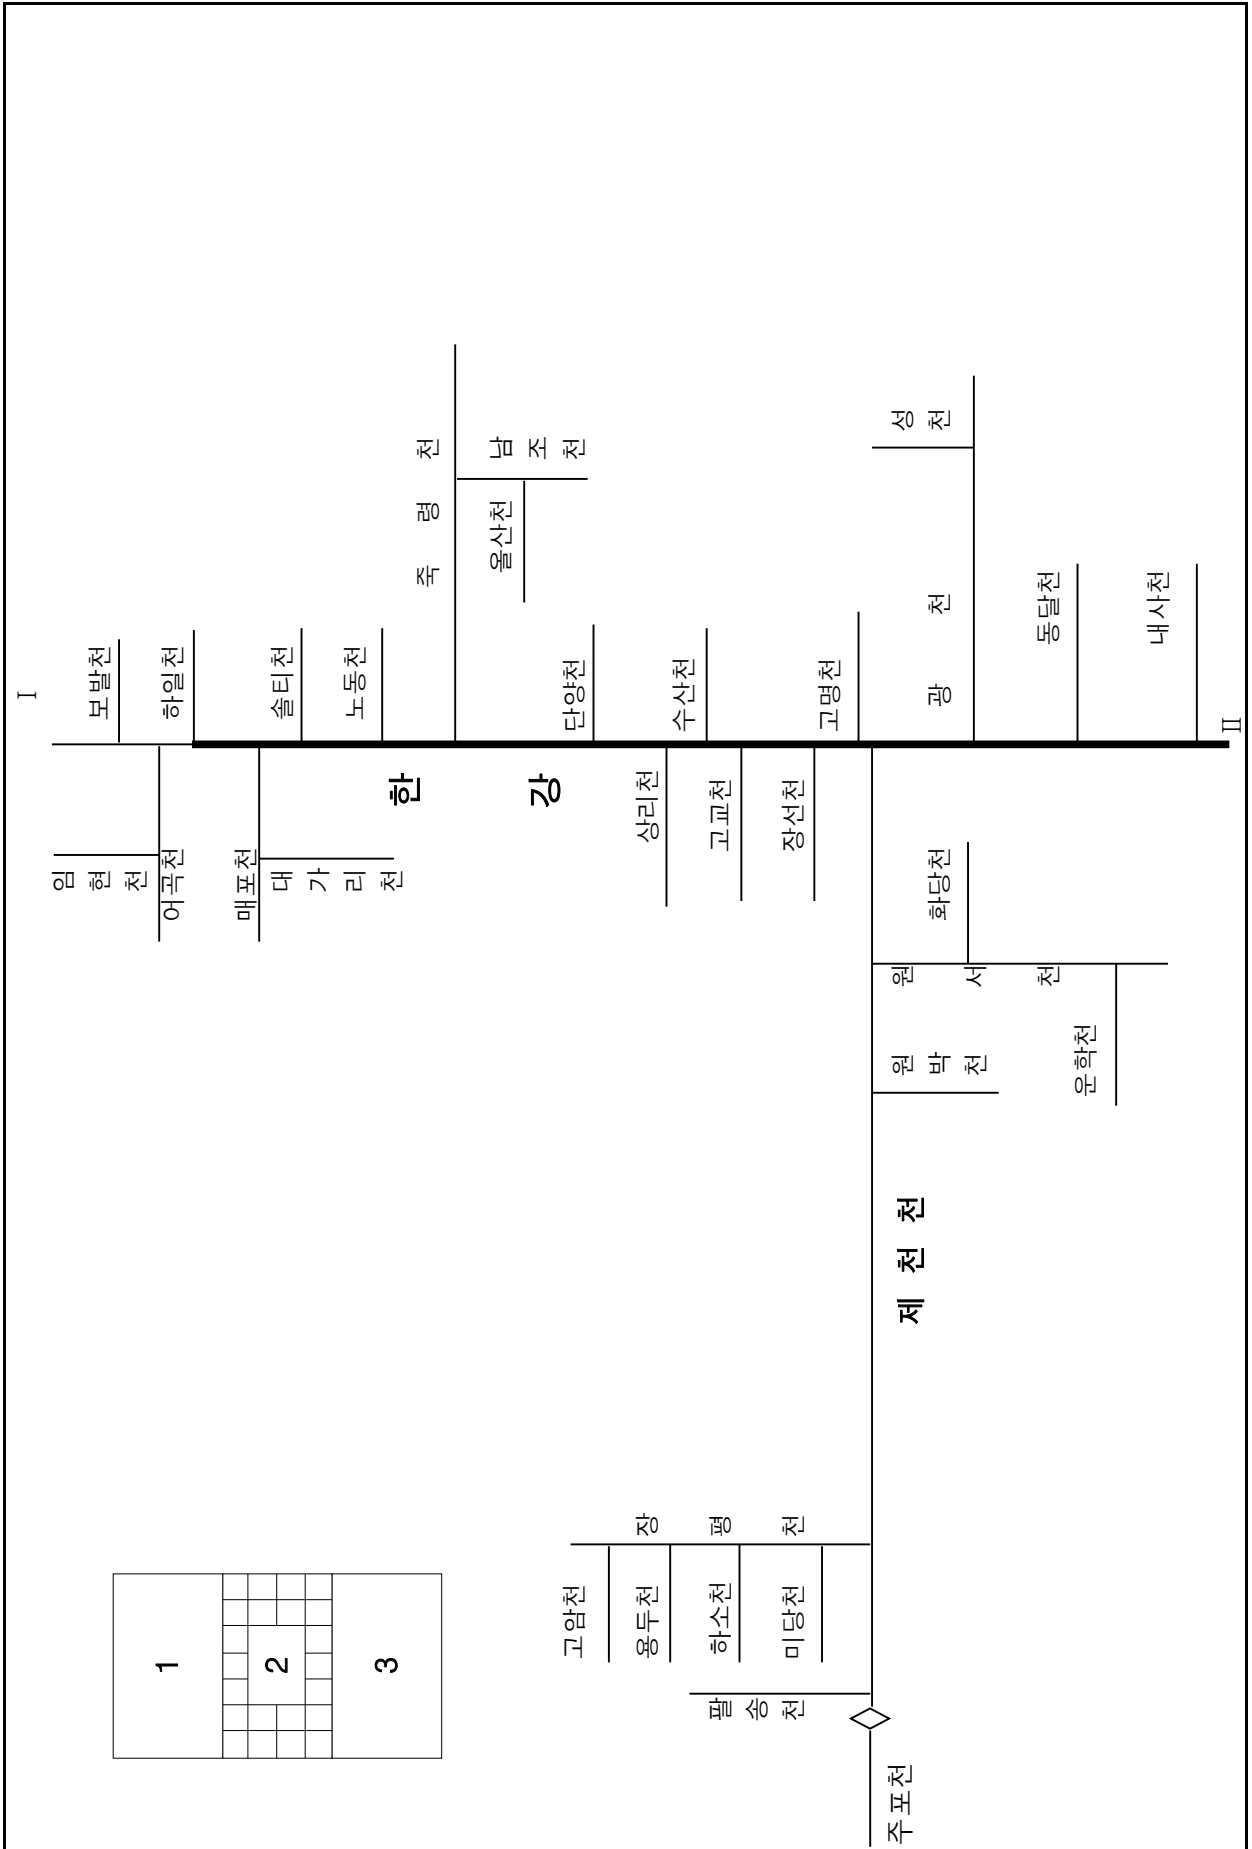 Ⅰ
보발천
하일천
솔티천
노동천
죽령천
남조천
올산천
단양천
수산천
고명천
성천
광천
동달천
내사천
Ⅱ
한강
임현천
어곡천
매포천
대가리천
상리천
고교천
장선천
화당천
원서천
원박천
운학천
제천천
장평천
고암천
용두천
하소천
미당천
팔송천
주포천
1
2
3